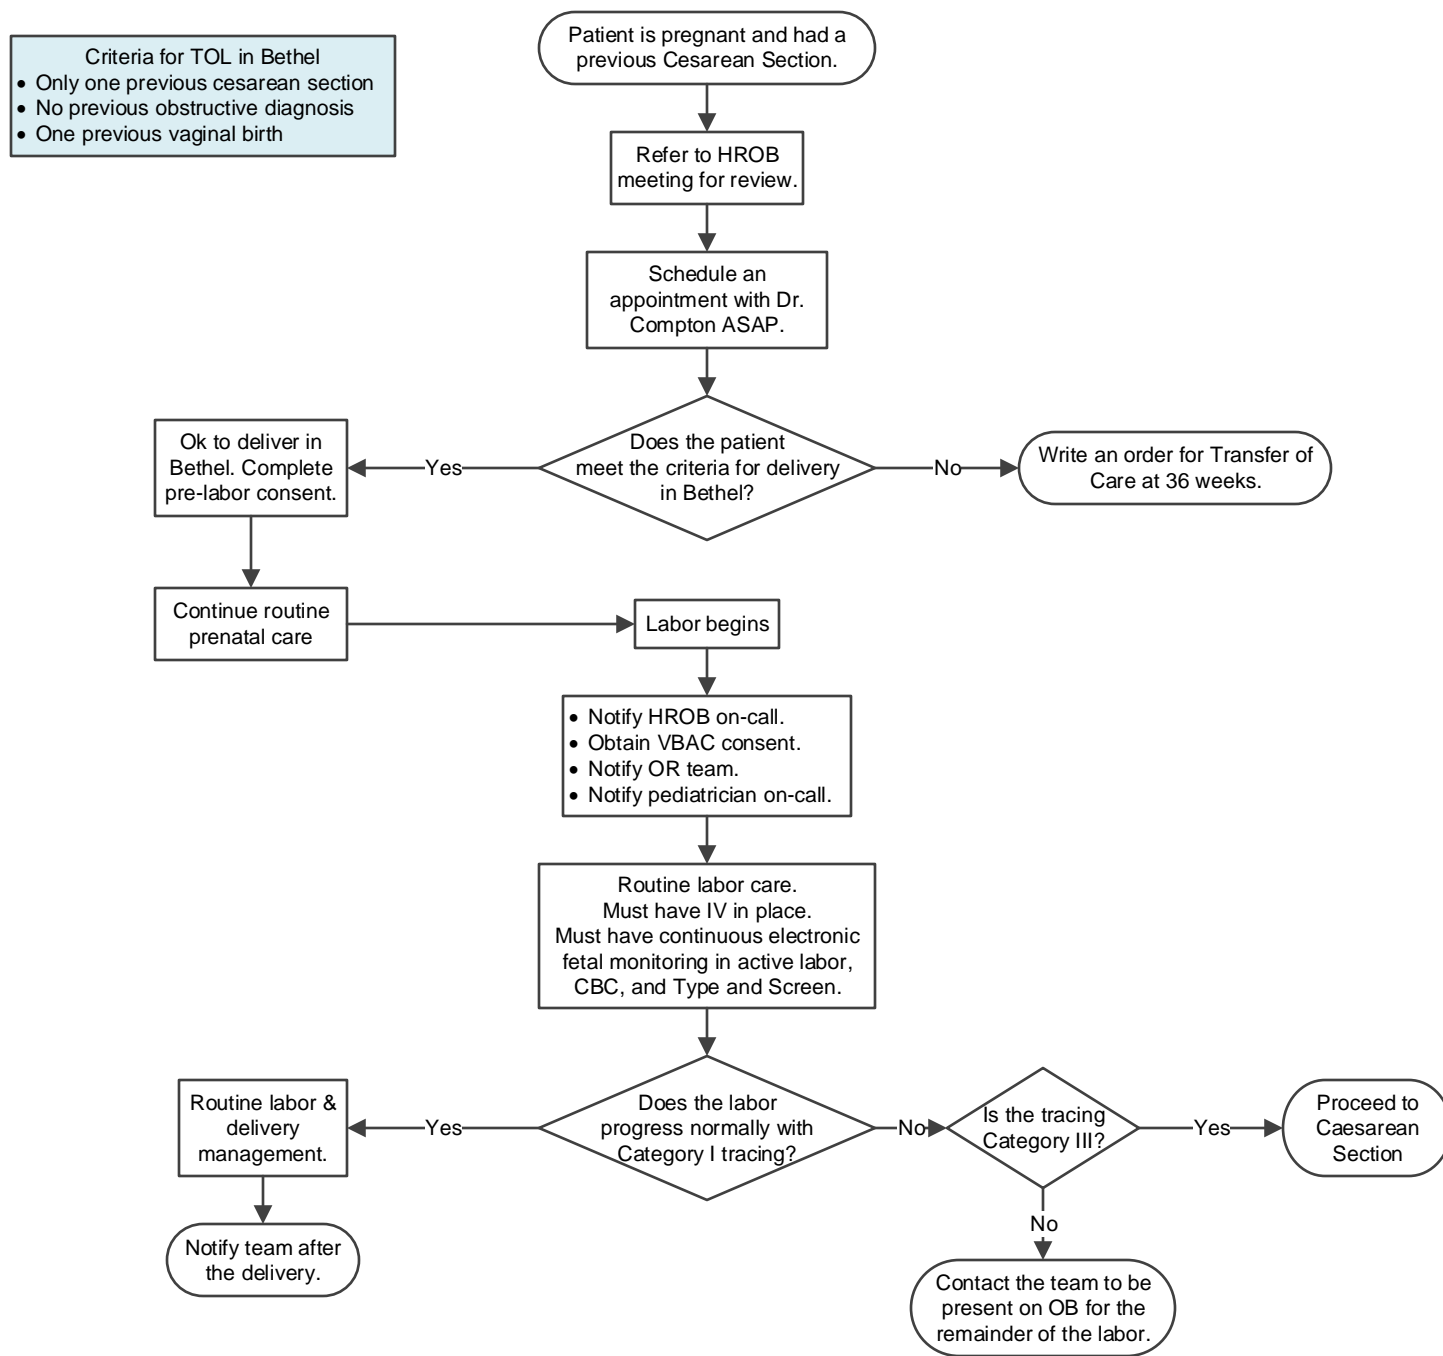 Criteria for TOL in Bethel
• Only one previous cesarean section
• No previous obstructive diagnosis
• One previous vaginal birth
Patient is pregnant and had a
previous Cesarean Section.
Refer to HROB
meeting for review.
Schedule an
appointment with Dr.
Compton ASAP.
Does the patient
meet the criteria for delivery
in Bethel?
Yes
No
Ok to deliver in
Bethel. Complete
pre-labor consent.
Write an order for Transfer of
Care at 36 weeks.
Continue routine
prenatal care
Labor begins
• Notify HROB on-call.
• Obtain VBAC consent.
• Notify OR team.
• Notify pediatrician on-call.
Routine labor care.
Must have IV in place.
Must have continuous electronic
fetal monitoring in active labor,
CBC, and Type and Screen.
Does the labor
progress normally with
Category I tracing?
Yes
No
Routine labor &
delivery
management.
Notify team after
the delivery.
Is the tracing
Category III?
Yes
Proceed to
Caesarean
Section
No
Contact the team to be
present on OB for the
remainder of the labor.